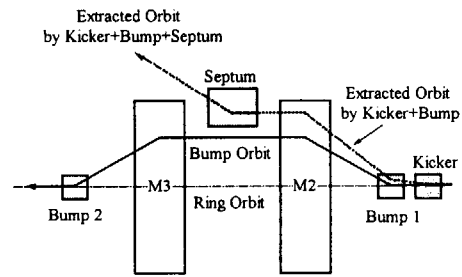 Extracted Orbit
by Kicker+Bump+Septum
Septum
Extracted Orbit
by Kicker+Bump
Bump Orbit
Kicker
M3
M2
Ring Orbit
Bump 2
Bump 1